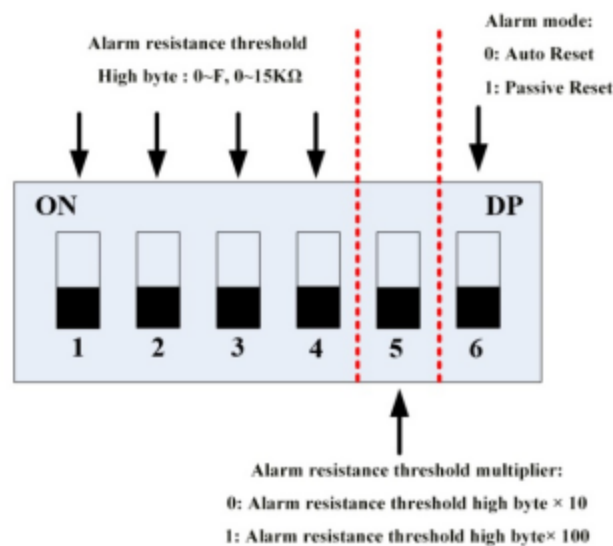 Alarm resistance threshold
High byte : 0~F, 0~15KΩ
Alarm mode:
0: Auto Reset
1: Passive Reset
ON
DP
1 2 3 4 5 6
Alarm resistance threshold multiplier:
0: Alarm resistance threshold high byte × 10
1: Alarm resistance threshold high byte× 100